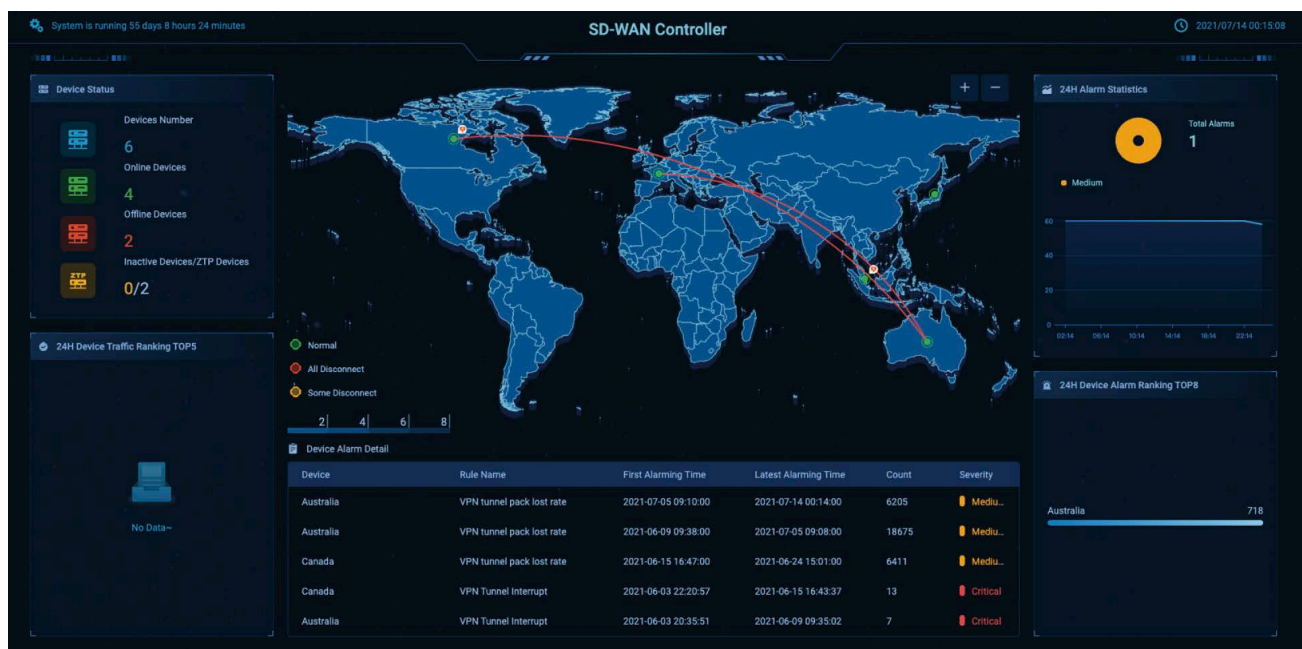 System is running 55 days 8 hours 24 minutes
SD-WAN Controller
2021/07/14 00:15:08
Device Status
Devices Number
6
Online Devices
4
Offline Devices
2
ZTP
Inactive Devices/ZTP Devices
0/2
24H Device Traffic Ranking TOP5
No Data~
+ −
Normal
All Disconnect
Some Disconnect
2 4 6 8
Device Alarm Detail
Device Rule Name First Alarming Time Latest Alarming Time Count Severity
Australia VPN tunnel pack lost rate 2021-07-05 09:10:00 2021-07-14 00:14:00 6205 Mediu...
Australia VPN tunnel pack lost rate 2021-06-09 09:38:00 2021-07-05 09:08:00 18675 Mediu...
Canada VPN tunnel pack lost rate 2021-06-15 16:47:00 2021-06-24 15:01:00 6411 Mediu...
Canada VPN Tunnel Interrupt 2021-06-03 22:20:57 2021-06-15 16:43:37 13 Critical
Australia VPN Tunnel Interrupt 2021-06-03 20:35:51 2021-06-09 09:35:02 7 Critical
24H Alarm Statistics
Total Alarms
1
Medium
60
40
20
0
02:14 06:14 10:14 14:14 18:14 22:14
24H Device Alarm Ranking TOP8
Australia 718